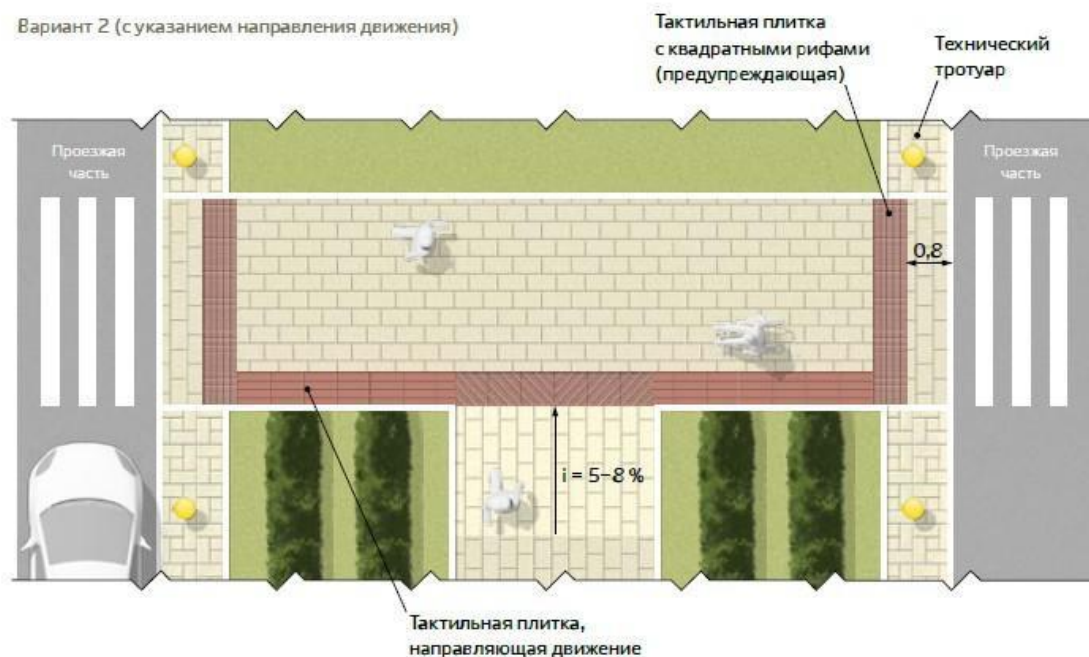 Вариант 2 (с указанием направления движения)
Тактильная плитка
с квадратными рифами
(предупреждающая)
Технический
тротуар
Проезжая
часть
Проезжая
часть
0,8
i = 5–8 %
Тактильная плитка,
направляющая движение